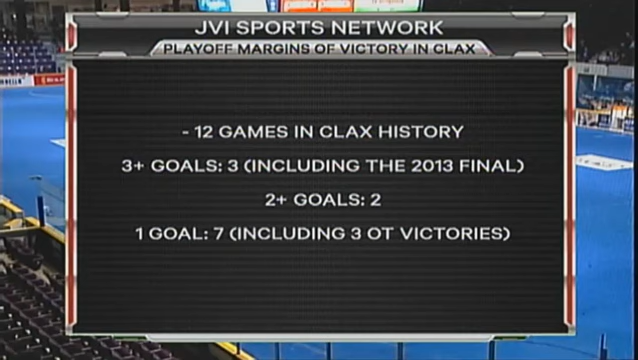 JVI SPORTS NETWORK
PLAYOFF MARGINS OF VICTORY IN CLAX
- 12 GAMES IN CLAX HISTORY
3+ GOALS: 3 (INCLUDING THE 2013 FINAL)
2+ GOALS: 2
1 GOAL: 7 (INCLUDING 3 OT VICTORIES)